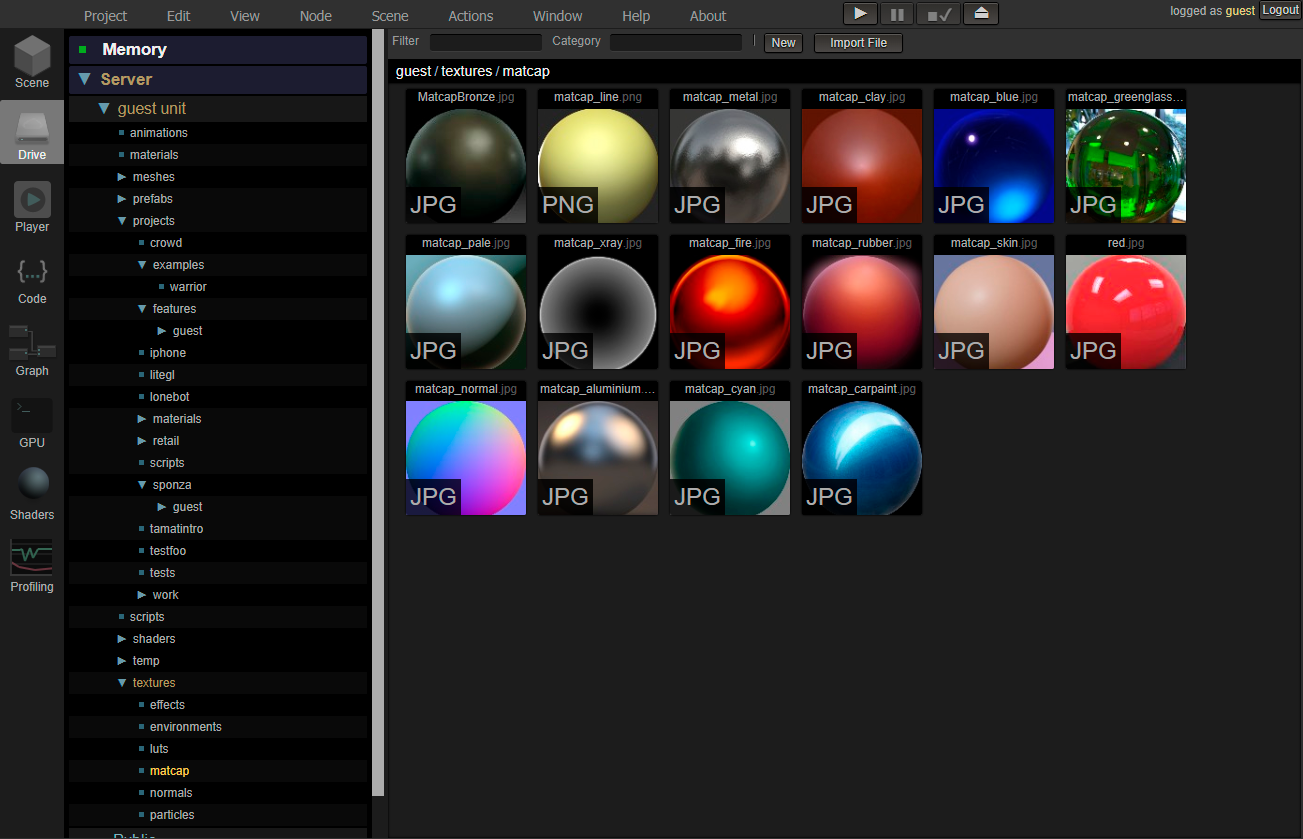 Project Edit View Node Scene Actions Window Help About logged as guest Logout
Scene
Drive
Player
{...}
Code
Graph
>_
GPU
Shaders
Profiling
Memory
Server
guest unit
animations
materials
meshes
prefabs
projects
crowd
examples
warrior
features
guest
iphone
litegl
lonebot
materials
retail
scripts
sponza
guest
tamatintro
testfoo
tests
work
scripts
shaders
temp
textures
effects
environments
luts
matcap
normals
particles
Public
Filter Category New Import File
guest / textures / matcap
MatcapBronze.jpg matcap_line.png matcap_metal.jpg matcap_clay.jpg matcap_blue.jpg matcap_greenglass...
JPG PNG JPG JPG JPG JPG
matcap_pale.jpg matcap_xray.jpg matcap_fire.jpg matcap_rubber.jpg matcap_skin.jpg red.jpg
JPG JPG JPG JPG JPG JPG
matcap_normal.jpg matcap_aluminium.... matcap_cyan.jpg matcap_carpaint.jpg
JPG JPG JPG JPG